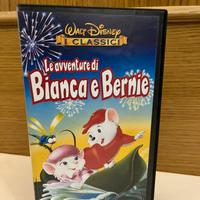 WALT DISNEY
I CLASSICI
Le avventure di
Bianca e Bernie